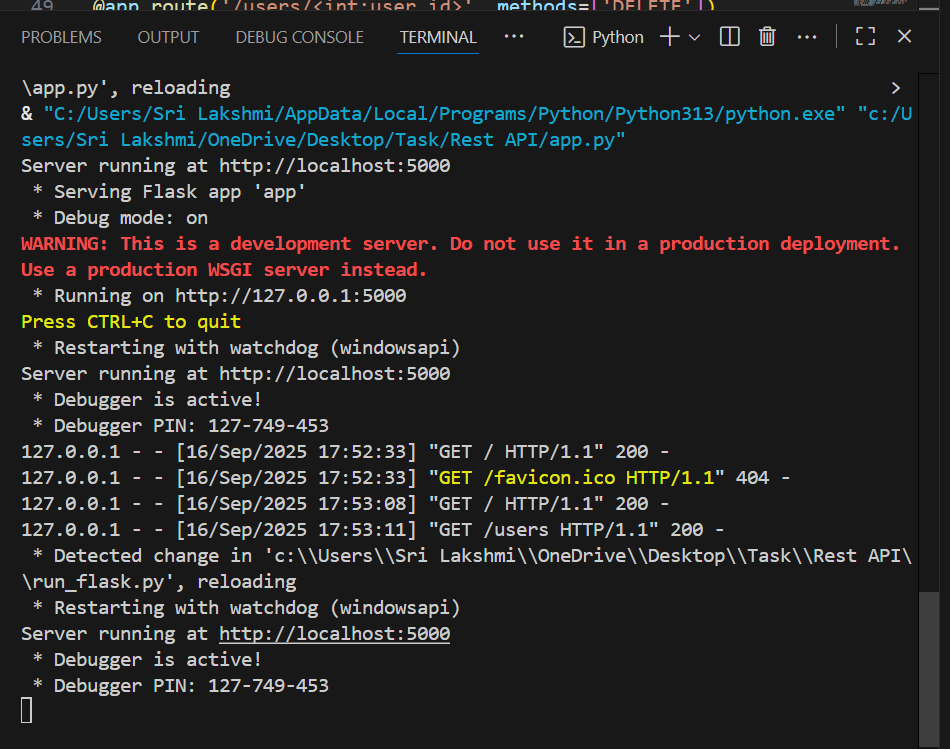 49 @app.route('/users/<int:user_id>', methods=['DELETE'])
PROBLEMS OUTPUT DEBUG CONSOLE TERMINAL ··· Python ···
\app.py', reloading
& "C:/Users/Sri Lakshmi/AppData/Local/Programs/Python/Python313/python.exe" "c:/U
sers/Sri Lakshmi/OneDrive/Desktop/Task/Rest API/app.py"
Server running at http://localhost:5000
 * Serving Flask app 'app'
 * Debug mode: on
WARNING: This is a development server. Do not use it in a production deployment.
Use a production WSGI server instead.
 * Running on http://127.0.0.1:5000
Press CTRL+C to quit
 * Restarting with watchdog (windowsapi)
Server running at http://localhost:5000
 * Debugger is active!
 * Debugger PIN: 127-749-453
127.0.0.1 - - [16/Sep/2025 17:52:33] "GET / HTTP/1.1" 200 -
127.0.0.1 - - [16/Sep/2025 17:52:33] "GET /favicon.ico HTTP/1.1" 404 -
127.0.0.1 - - [16/Sep/2025 17:53:08] "GET / HTTP/1.1" 200 -
127.0.0.1 - - [16/Sep/2025 17:53:11] "GET /users HTTP/1.1" 200 -
 * Detected change in 'c:\\Users\\Sri Lakshmi\\OneDrive\\Desktop\\Task\\Rest API\
\run_flask.py', reloading
 * Restarting with watchdog (windowsapi)
Server running at http://localhost:5000
 * Debugger is active!
 * Debugger PIN: 127-749-453